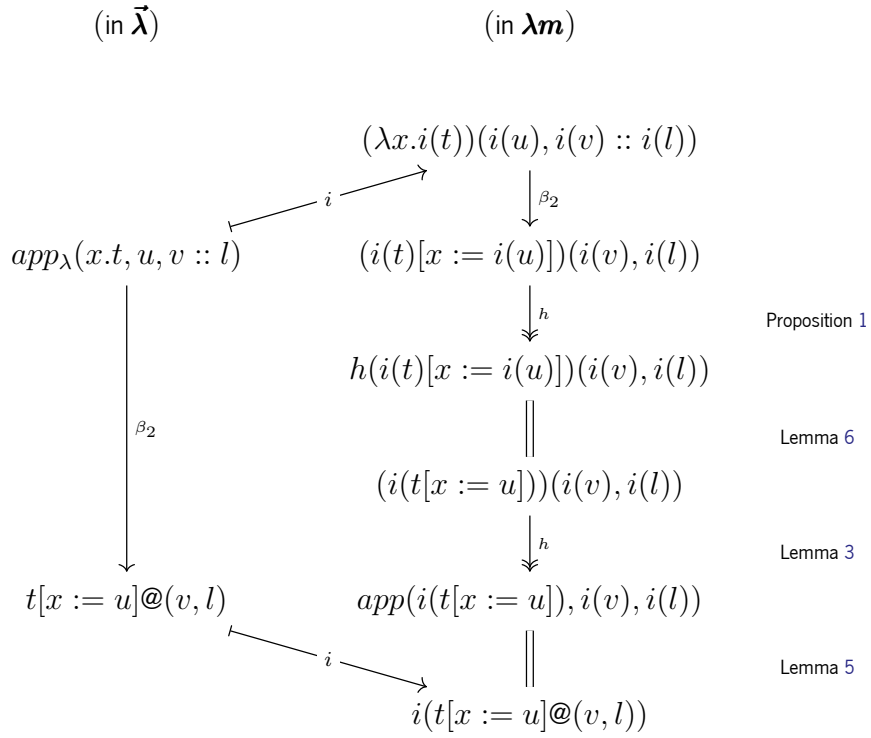 (in λ⃗) (in λm)
(λx.i(t))(i(u), i(v) :: i(l))
i β₂
app_λ(x.t, u, v :: l) (i(t)[x := i(u)])(i(v), i(l))
h Proposition 1
h(i(t)[x := i(u)])(i(v), i(l))
β₂ Lemma 6
(i(t[x := u]))(i(v), i(l))
h Lemma 3
t[x := u]@(v, l) app(i(t[x := u]), i(v), i(l))
i Lemma 5
i(t[x := u]@(v, l))